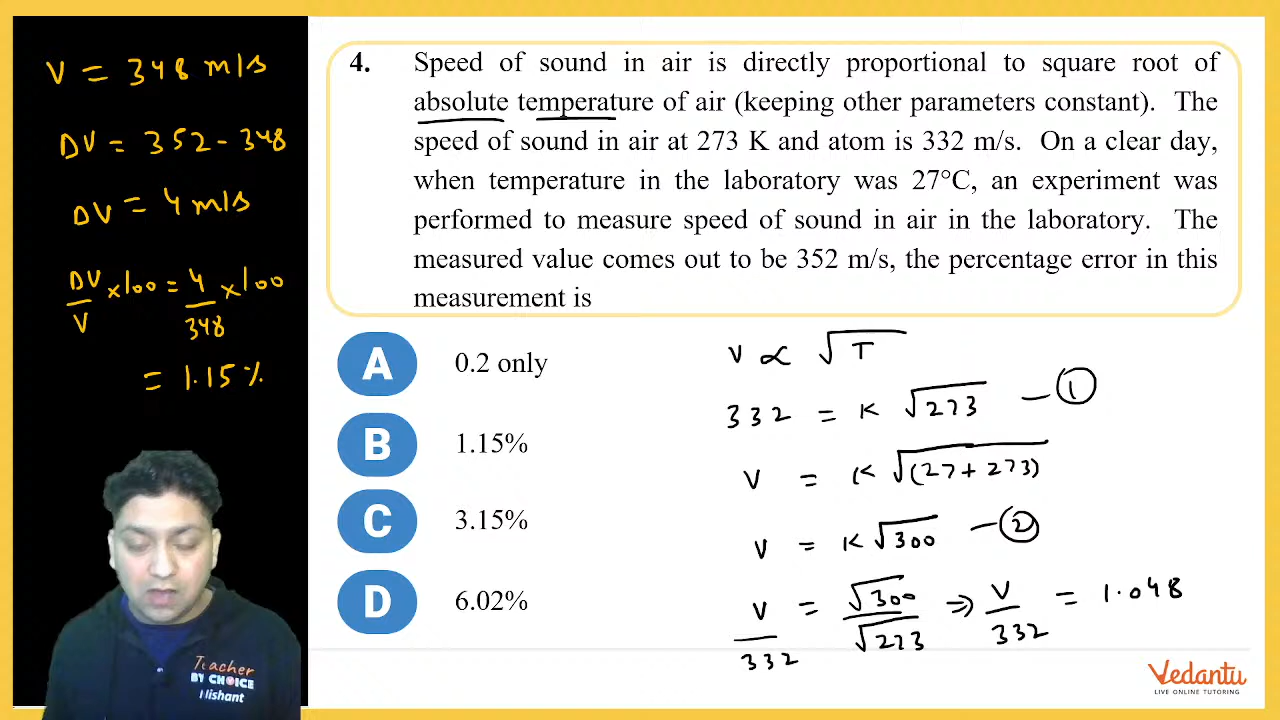 V = 348 m/s
DV = 352 - 348
DV = 4 m/s
DV/V × 100 = 4/348 × 100
= 1.15 %
4. Speed of sound in air is directly proportional to square root of
absolute temperature of air (keeping other parameters constant). The
speed of sound in air at 273 K and atom is 332 m/s. On a clear day,
when temperature in the laboratory was 27°C, an experiment was
performed to measure speed of sound in air in the laboratory. The
measured value comes out to be 352 m/s, the percentage error in this
measurement is
A 0.2 only
B 1.15%
C 3.15%
D 6.02%
V ∝ √T
332 = K √273 — ①
V = K √(27 + 273)
V = K √300 — ②
V/332 = √300/√273 ⇒ V/332 = 1.048
Teacher
BY CHOICE
Nishant
Vedantu
LIVE ONLINE TUTORING